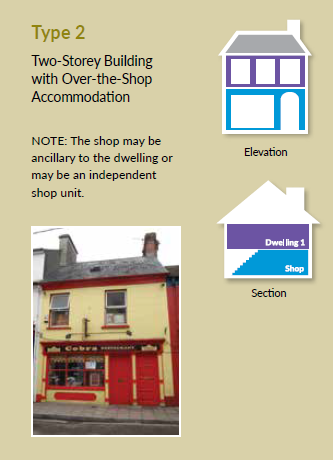 Type 2
Two-Storey Building
with Over-the-Shop
Accommodation
NOTE: The shop may be
ancillary to the dwelling or
may be an independent
shop unit.
Elevation
Dwelling 1
Shop
Section
Cobra RESTAURANT